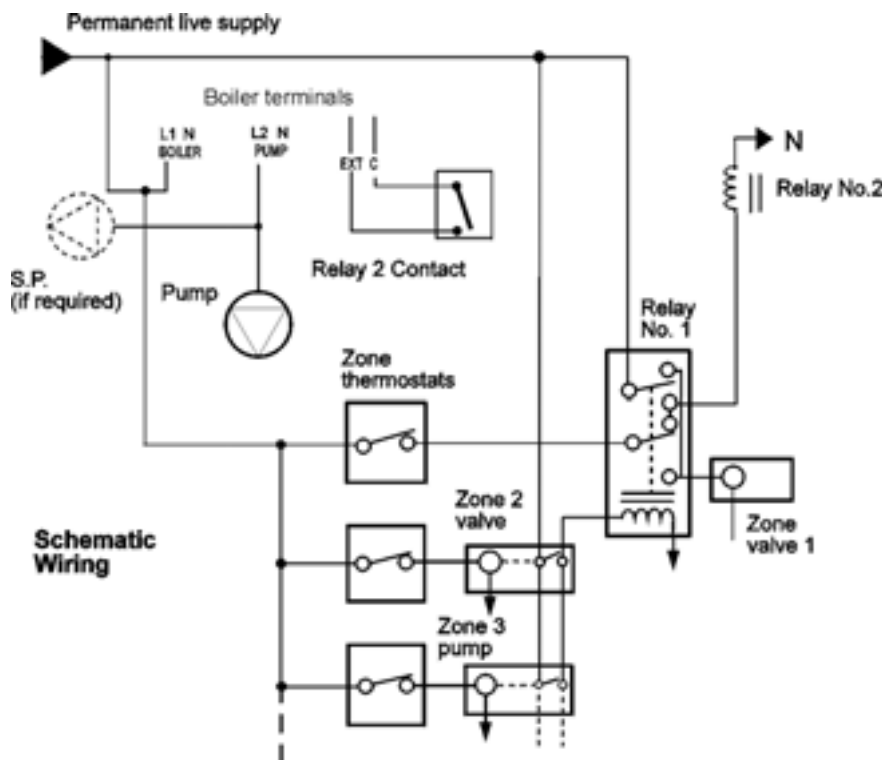 Permanent live supply
Boiler terminals
L1 N
BOILER
L2 N
PUMP
EXT C
N
Relay No.2
S.P.
(if required)
Pump
Relay 2 Contact
Relay
No. 1
Zone
thermostats
Zone 2
valve
Zone
valve 1
Schematic
Wiring
Zone 3
pump